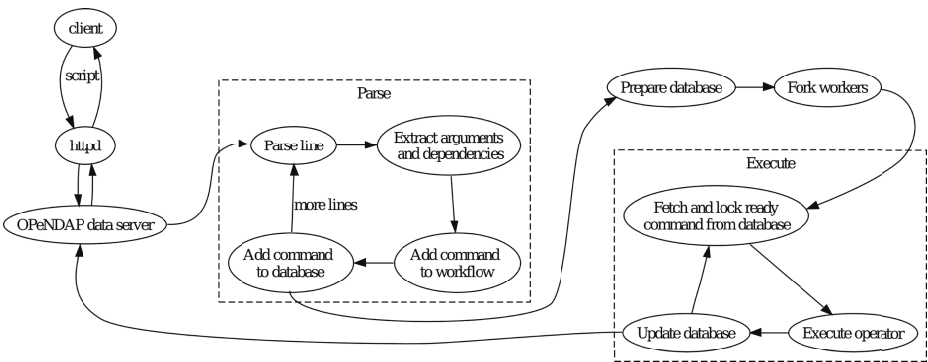 client
script
httpd
OPeNDAP data server
Parse
Parse line
Extract arguments
and dependencies
more lines
Add command
to database
Add command
to workflow
Prepare database
Fork workers
Execute
Fetch and lock ready
command from database
Update database
Execute operator